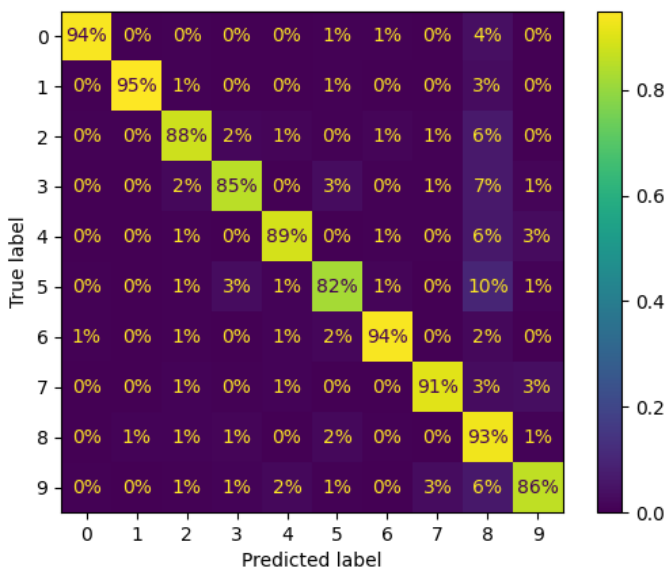 0 94% 0% 0% 0% 0% 1% 1% 0% 4% 0%
1 0% 95% 1% 0% 0% 1% 0% 0% 3% 0%
2 0% 0% 88% 2% 1% 0% 1% 1% 6% 0%
3 0% 0% 2% 85% 0% 3% 0% 1% 7% 1%
4 0% 0% 1% 0% 89% 0% 1% 0% 6% 3%
5 0% 0% 1% 3% 1% 82% 1% 0% 10% 1%
6 1% 0% 1% 0% 1% 2% 94% 0% 2% 0%
7 0% 0% 1% 0% 1% 0% 0% 91% 3% 3%
8 0% 1% 1% 1% 0% 2% 0% 0% 93% 1%
9 0% 0% 1% 1% 2% 1% 0% 3% 6% 86%
0 1 2 3 4 5 6 7 8 9
Predicted label
True label
0.8
0.6
0.4
0.2
0.0